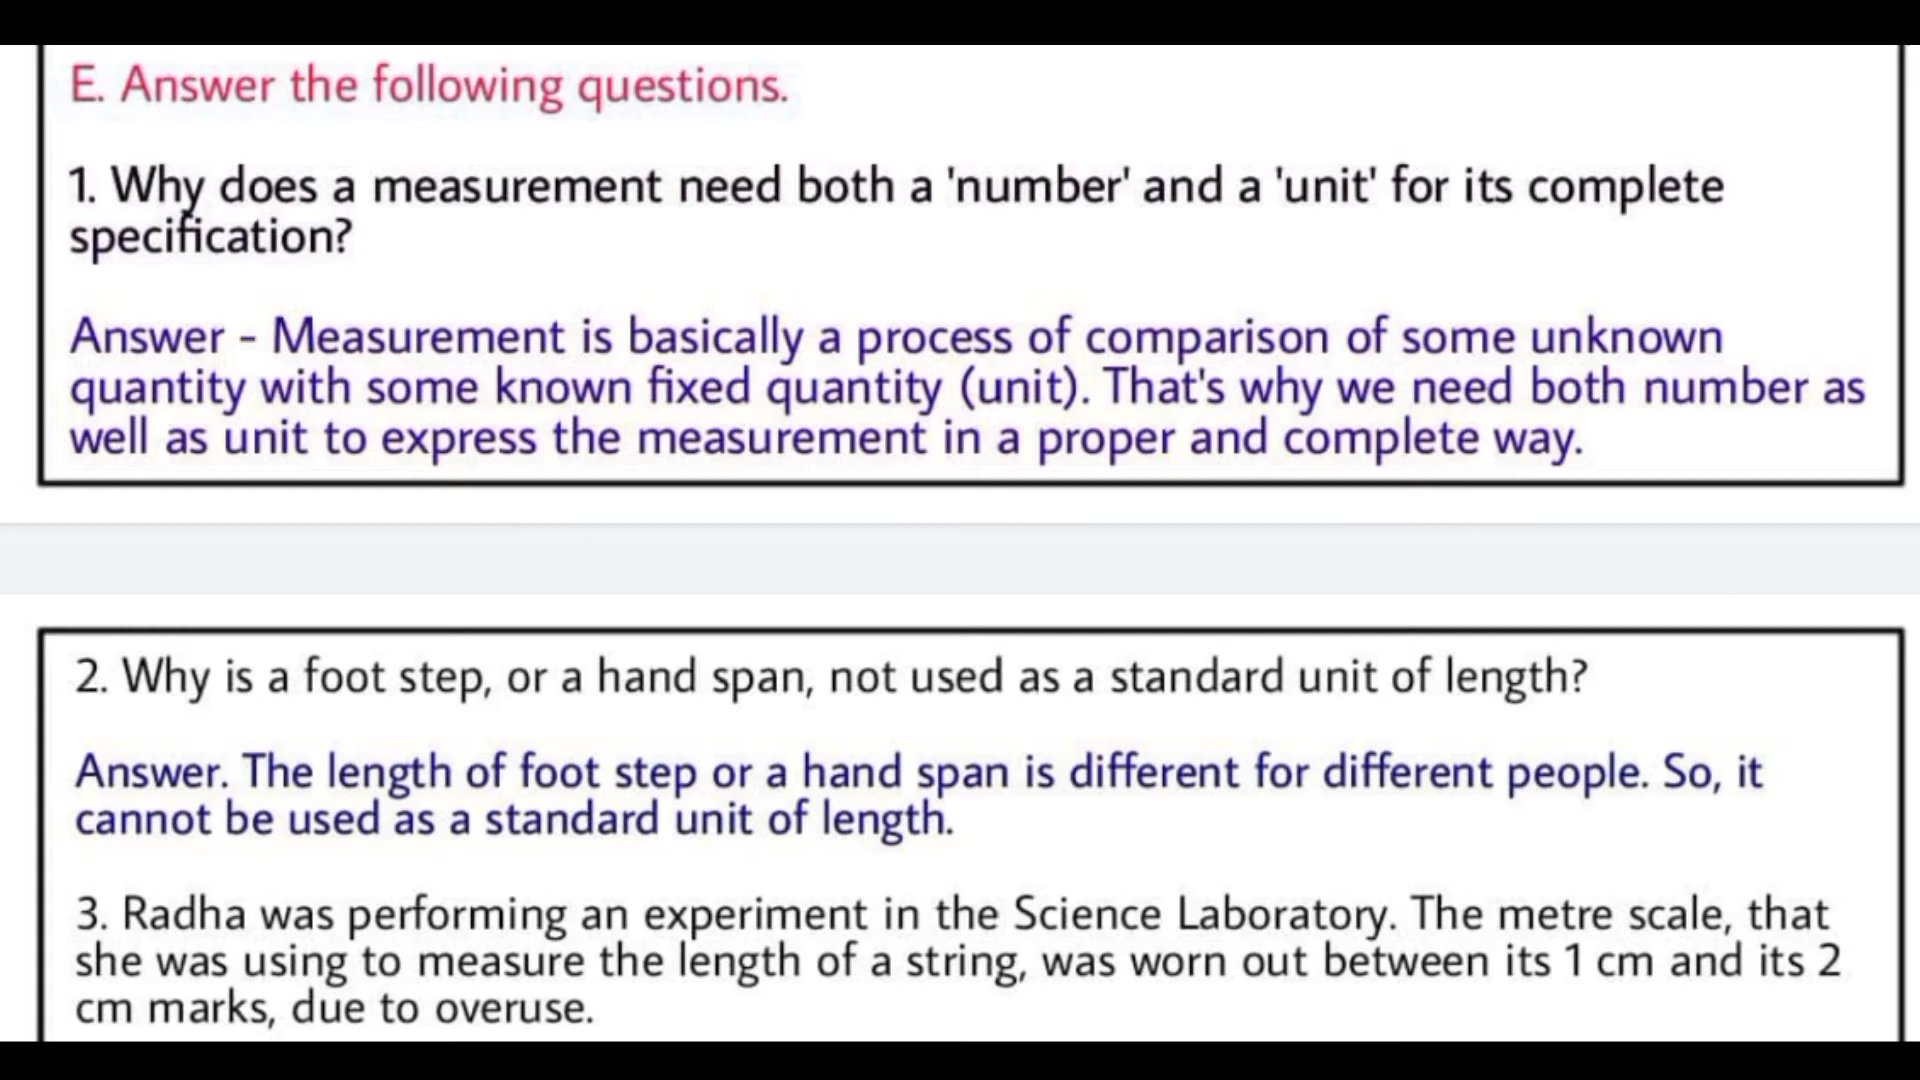 E. Answer the following questions.
1. Why does a measurement need both a 'number' and a 'unit' for its complete
specification?
Answer - Measurement is basically a process of comparison of some unknown
quantity with some known fixed quantity (unit). That's why we need both number as
well as unit to express the measurement in a proper and complete way.
2. Why is a foot step, or a hand span, not used as a standard unit of length?
Answer. The length of foot step or a hand span is different for different people. So, it
cannot be used as a standard unit of length.
3. Radha was performing an experiment in the Science Laboratory. The metre scale, that
she was using to measure the length of a string, was worn out between its 1 cm and its 2
cm marks, due to overuse.